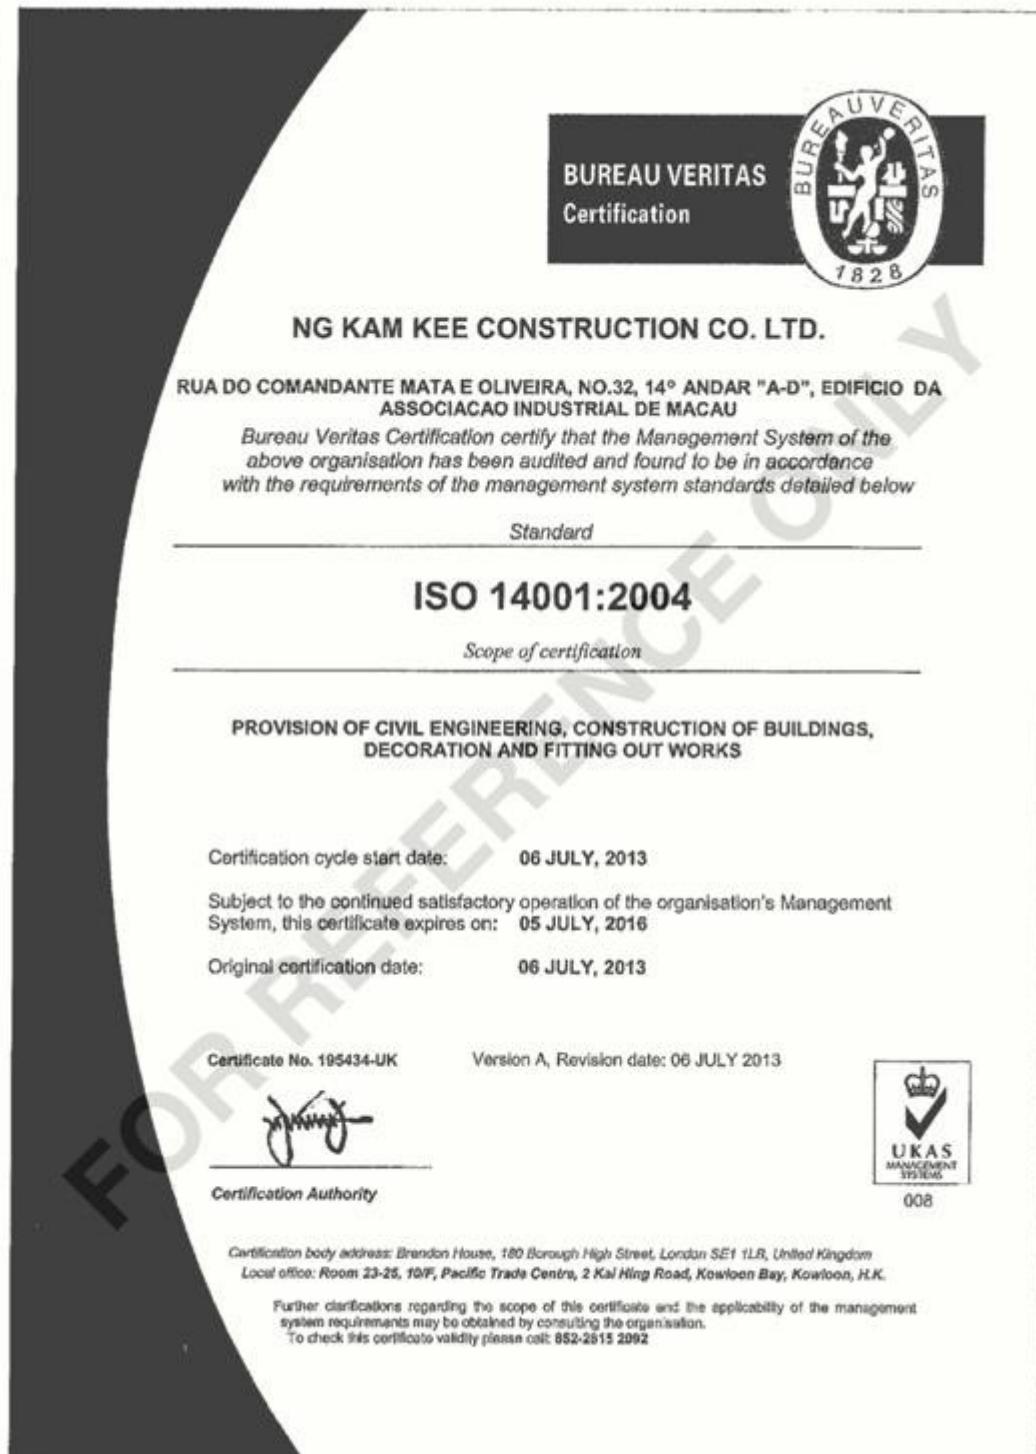 BUREAU VERITAS
Certification
BUREAU VERITAS
1828
NG KAM KEE CONSTRUCTION CO. LTD.
RUA DO COMANDANTE MATA E OLIVEIRA, NO.32, 14º ANDAR "A-D", EDIFICIO DA
ASSOCIACAO INDUSTRIAL DE MACAU
Bureau Veritas Certification certify that the Management System of the
above organisation has been audited and found to be in accordance
with the requirements of the management system standards detailed below
Standard
ISO 14001:2004
Scope of certification
PROVISION OF CIVIL ENGINEERING, CONSTRUCTION OF BUILDINGS,
DECORATION AND FITTING OUT WORKS
Certification cycle start date: 06 JULY, 2013
Subject to the continued satisfactory operation of the organisation's Management
System, this certificate expires on: 05 JULY, 2016
Original certification date: 06 JULY, 2013
Certificate No. 195434-UK Version A, Revision date: 06 JULY 2013
Certification Authority
UKAS
MANAGEMENT
SYSTEMS
008
Certification body address: Brandon House, 180 Borough High Street, London SE1 1LB, United Kingdom
Local office: Room 23-25, 10/F, Pacific Trade Centre, 2 Kai Hing Road, Kowloon Bay, Kowloon, H.K.
Further clarifications regarding the scope of this certificate and the applicability of the management
system requirements may be obtained by consulting the organisation.
To check this certificate validity please call: 852-2815 2092
FOR REFERENCE ONLY